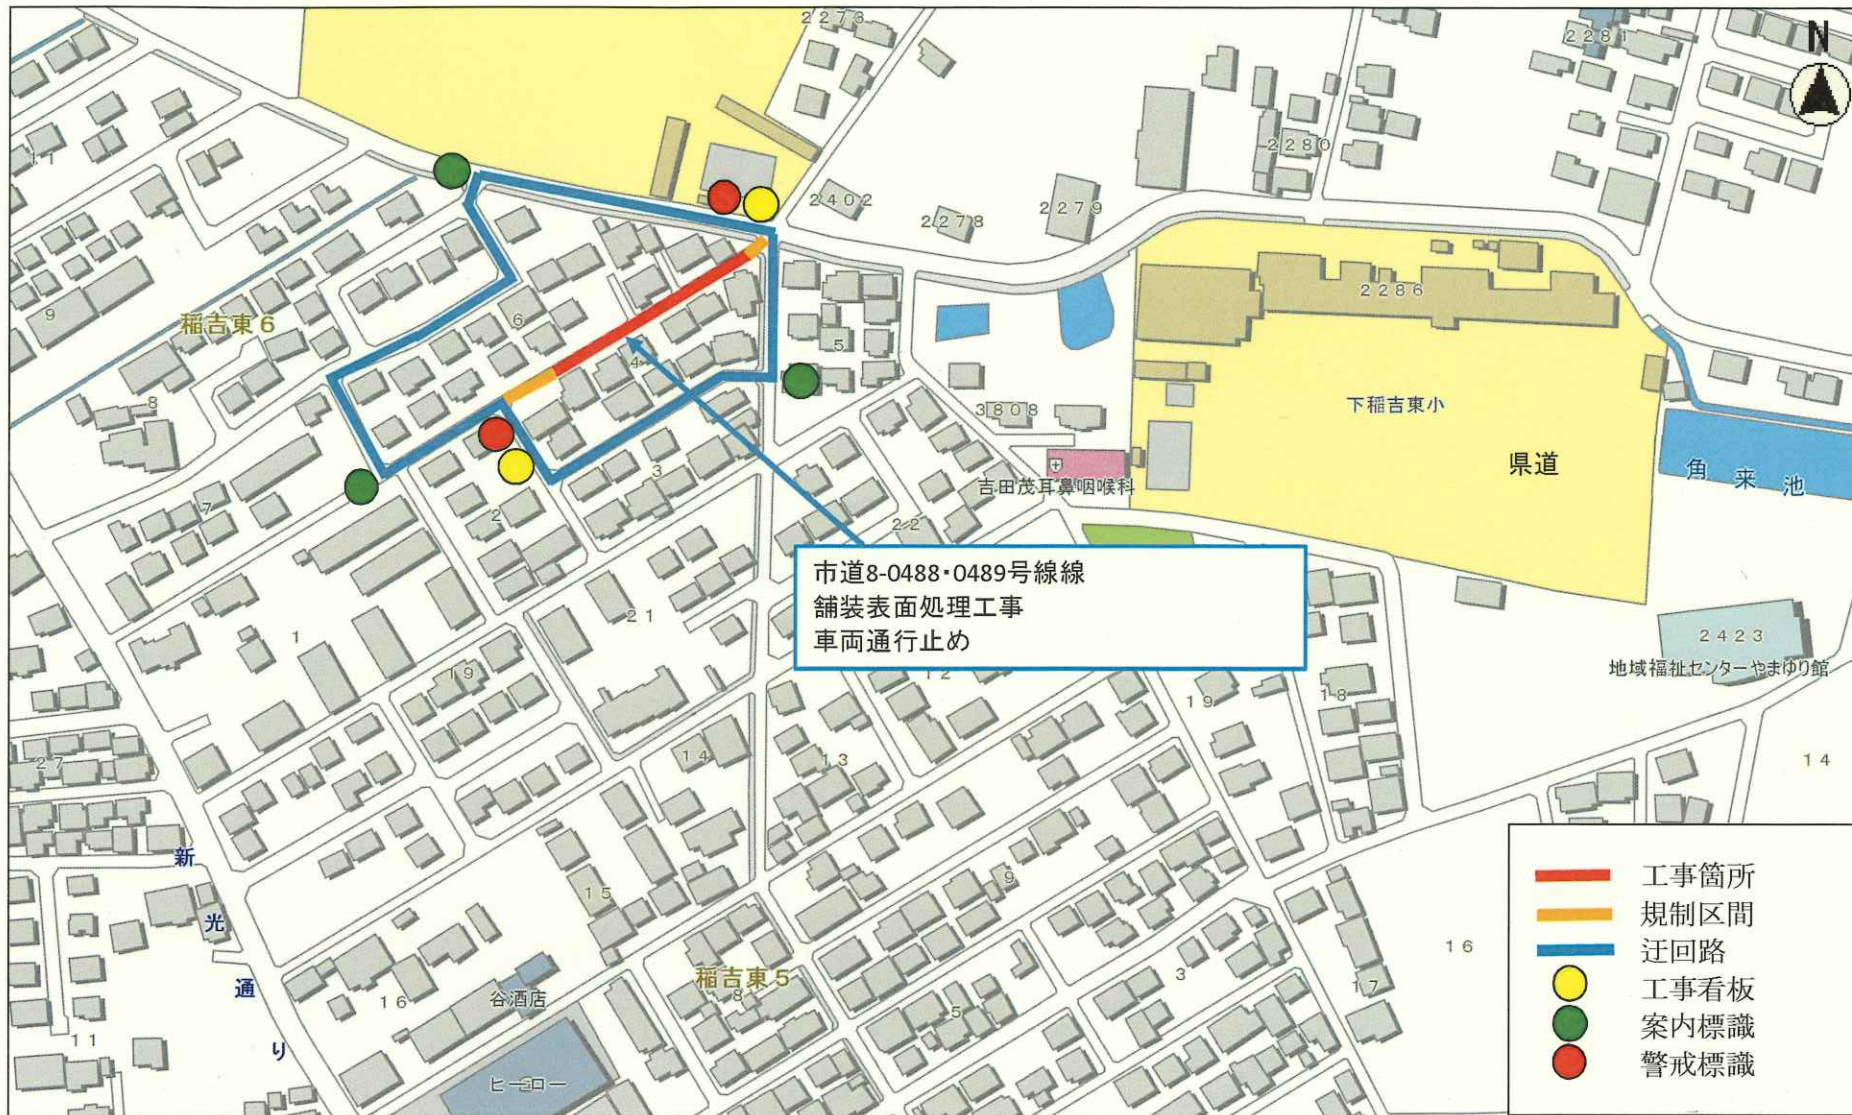 2273
2281
N
11
2280
2402
2278
2279
2286
9
稲吉東6
6
5
4
8
下稲吉東小
3808
県道
角来池
吉田茂耳鼻咽喉科
3
7
2
22
市道8-0488・0489号線線
舗装表面処理工事
車両通行止め
21
1
2423
地域福祉センターやまゆり館
19
12
19
18
14
13
27
14
新光通り
9
15
工事箇所
規制区間
迂回路
工事看板
案内標識
警戒標識
16
稲吉東5
8
3
17
16
谷酒店
5
11
ヒーロー